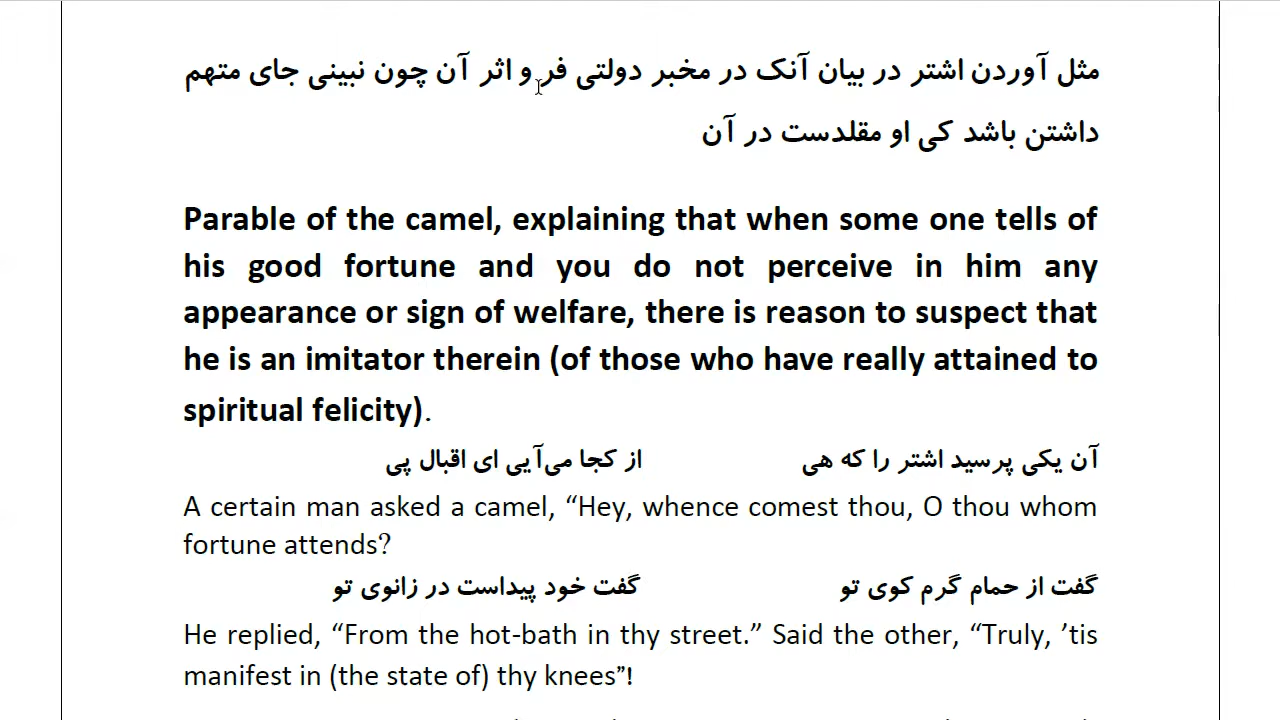 مثل آوردن اشتر در بیان آنک در مخبر دولتی فر و اثر آن چون نبینی جای متهم
داشتن باشد کی او مقلدست در آن
Parable of the camel, explaining that when some one tells of
his good fortune and you do not perceive in him any
appearance or sign of welfare, there is reason to suspect that
he is an imitator therein (of those who have really attained to
spiritual felicity).
آن یکی پرسید اشتر را که هی از کجا می‌آیی ای اقبال پی
A certain man asked a camel, “Hey, whence comest thou, O thou whom
fortune attends?
گفت از حمام گرم کوی تو گفت خود پیداست در زانوی تو
He replied, “From the hot-bath in thy street.” Said the other, “Truly, ’tis
manifest in (the state of) thy knees”!